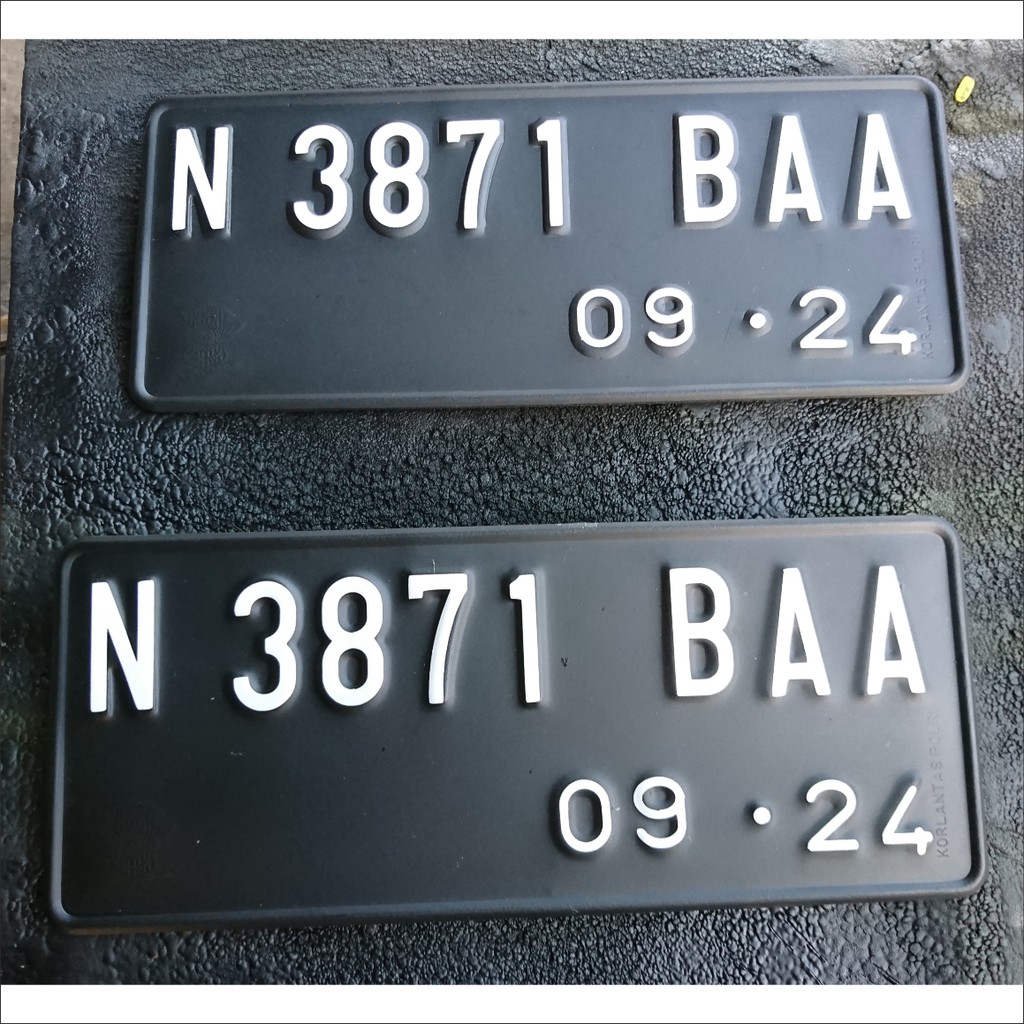 N 3871 BAA
09 · 24
KORLANTAS POLRI
N 3871 BAA
09 · 24
KORLANTAS POLRI